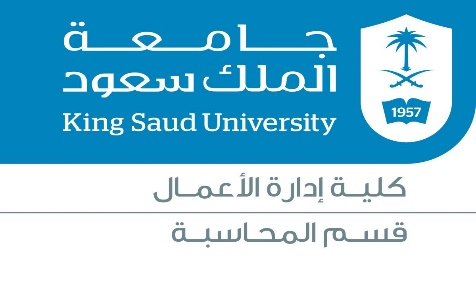 جامعة
الملك سعود
King Saud University
1957
كلية إدارة الأعمال
قسم المحاسبة